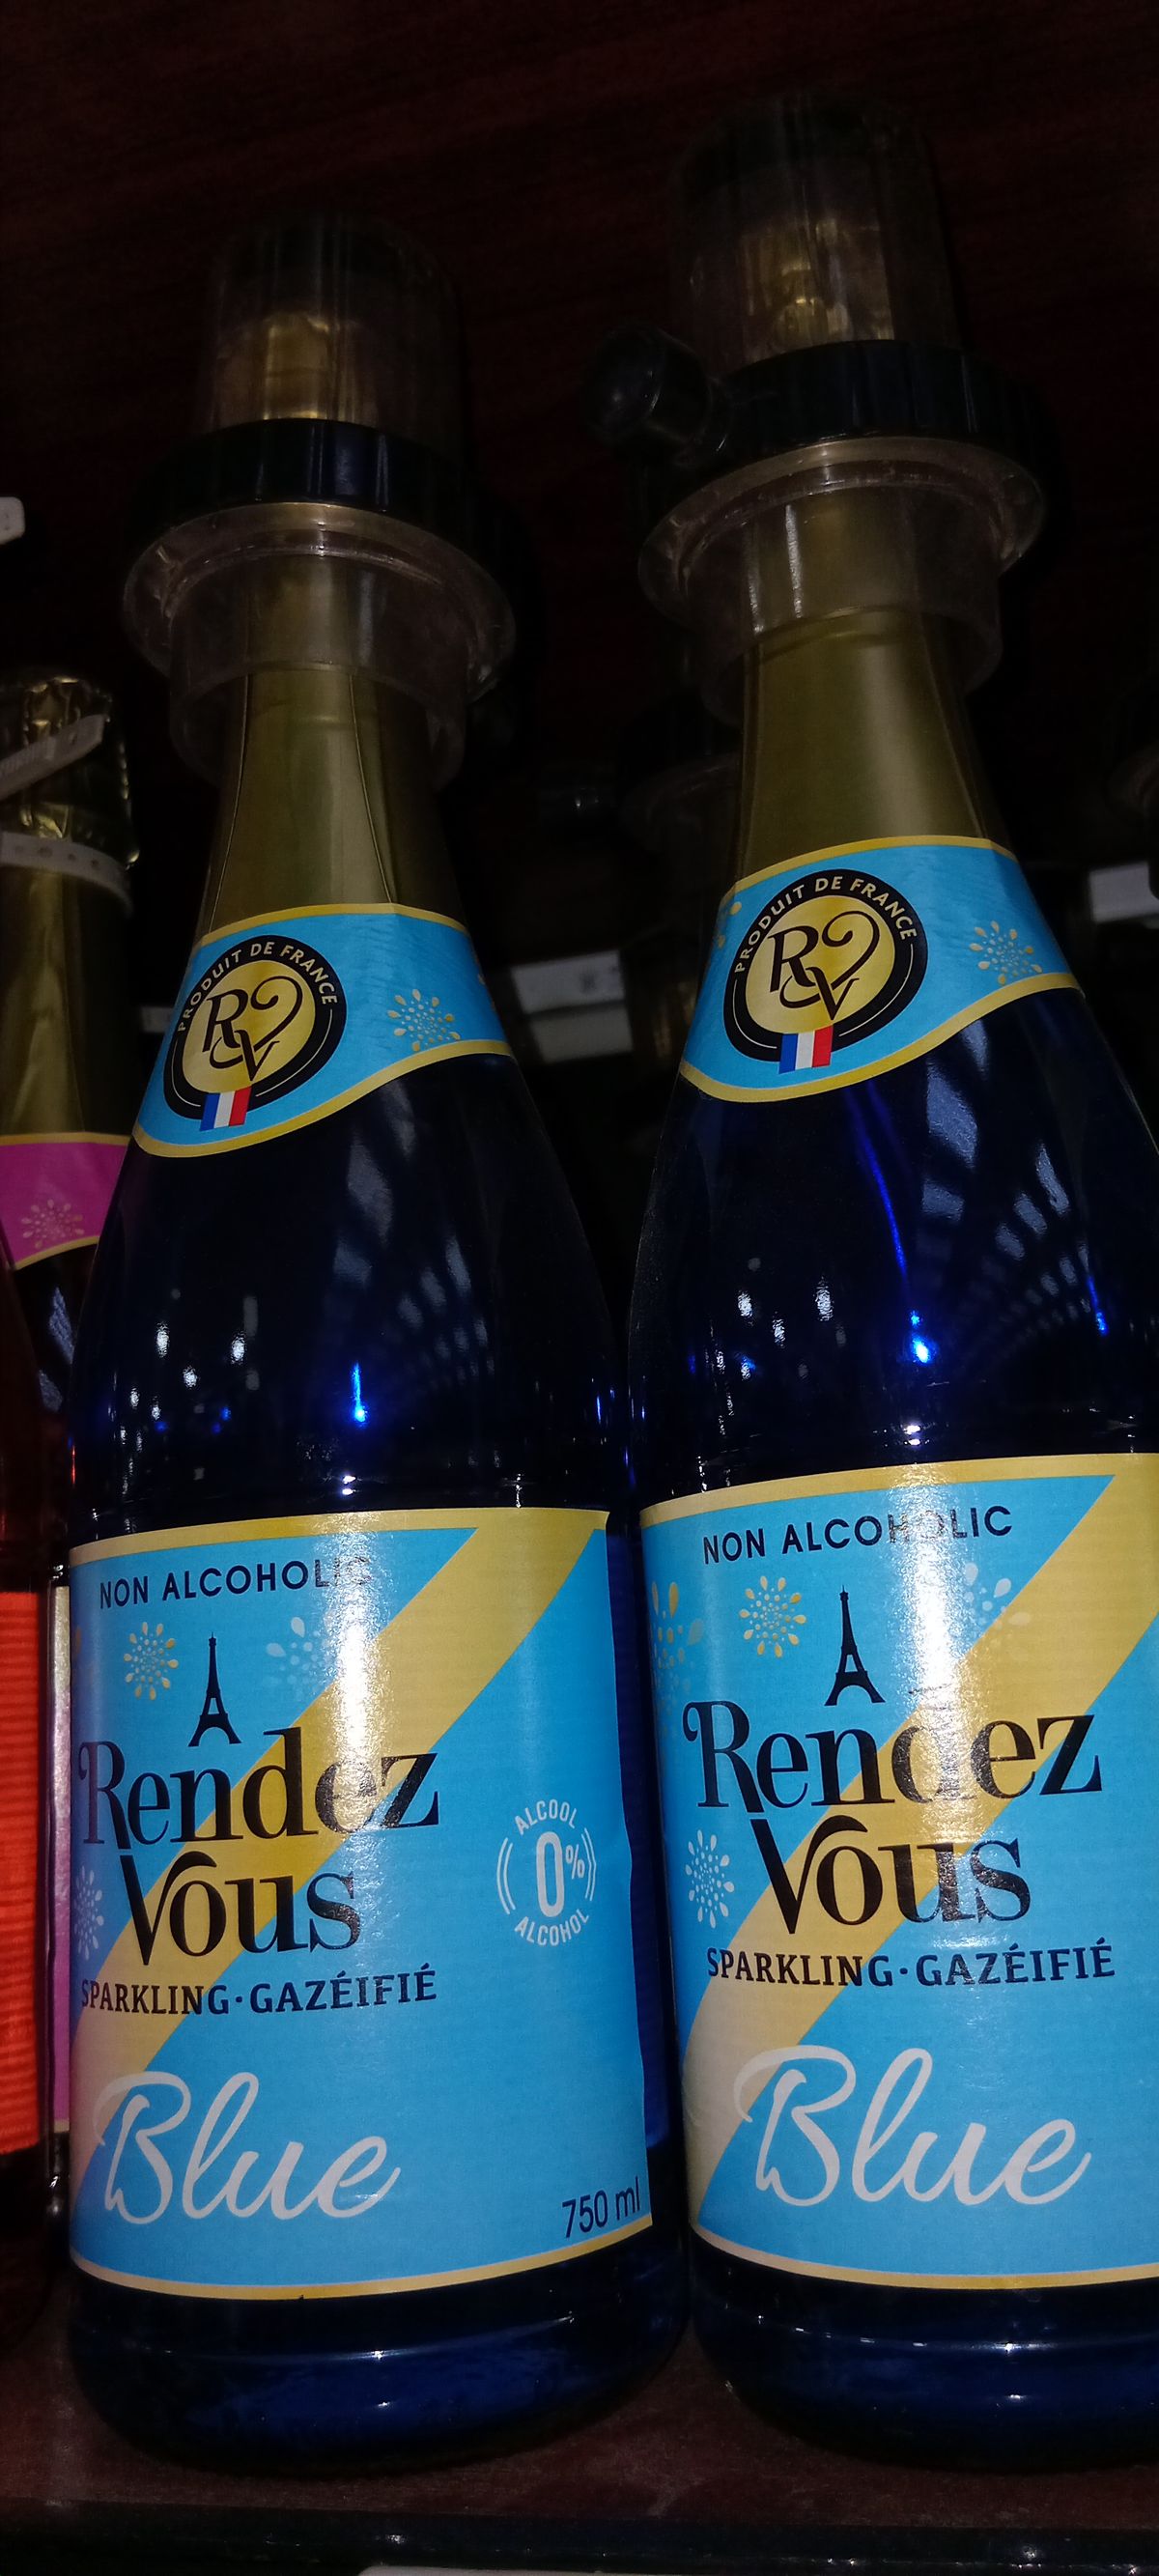 PRODUIT DE FRANCE
RV
NON ALCOHOLIC
Rendez
Vous
SPARKLING·GAZÉIFIÉ
Blue
ALCOOL
0%
ALCOHOL
750 ml
PRODUIT DE FRANCE
RV
NON ALCOHOLIC
Rendez
Vous
SPARKLING·GAZÉIFIÉ
Blue